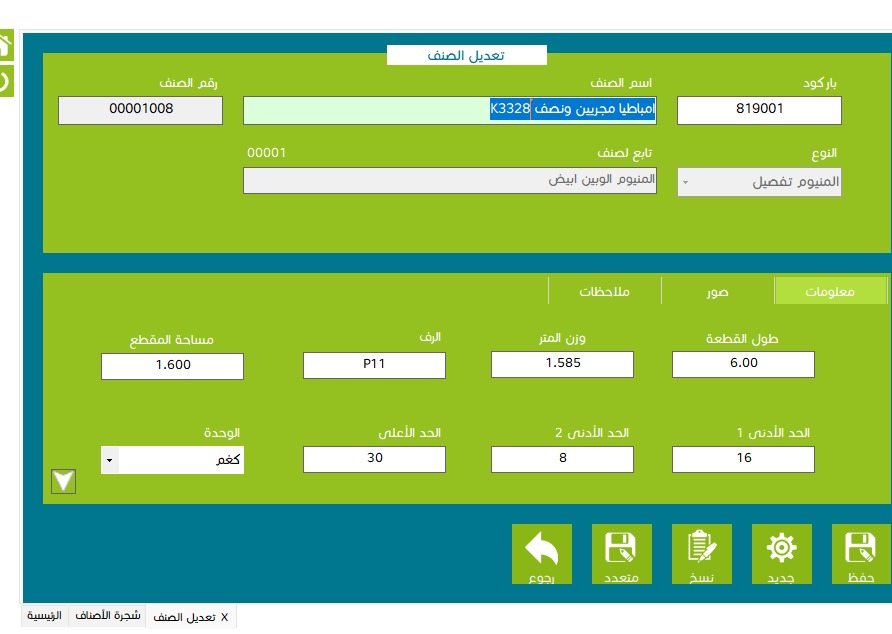 تعديل الصنف
باركود اسم الصنف رقم الصنف
819001 امباطيا مجريين ونصف K3328 00001008
النوع تابع لصنف 00001
المنيوم تفصيل المنيوم الوبين ابيض
معلومات صور ملاحظات
طول القطعة وزن المتر الرف مساحة المقطع
6.00 1.585 P11 1.600
الحد الأدنى 1 الحد الأدنى 2 الحد الأعلى الوحدة
16 8 30 كغم
حفظ جديد نسخ متعدد رجوع
X تعديل الصنف شجرة الأصناف الرئيسية